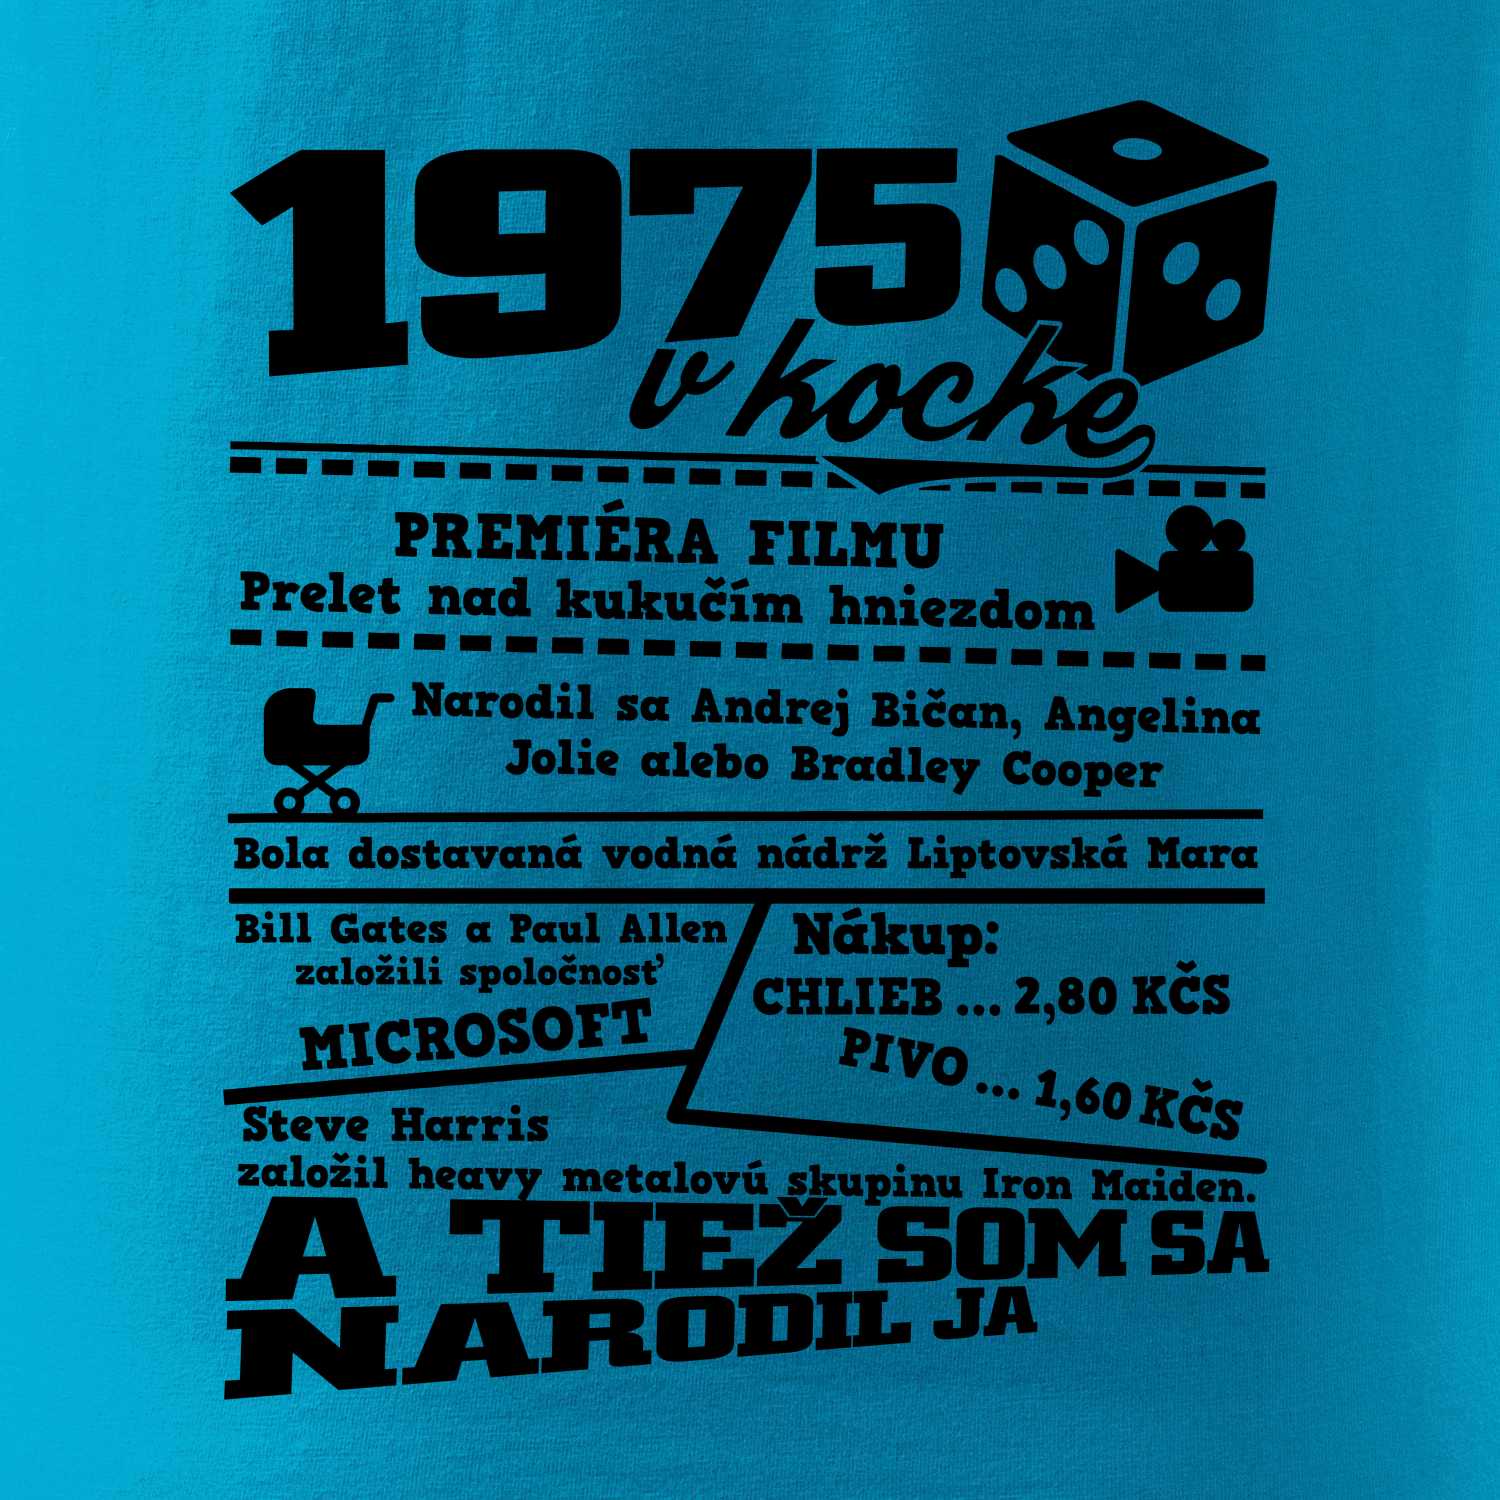 1975
v kocke
PREMIÉRA FILMU
Prelet nad kukučím hniezdom
Narodil sa Andrej Bičan, Angelina
Jolie alebo Bradley Cooper
Bola dostavaná vodná nádrž Liptovská Mara
Bill Gates a Paul Allen
založili spoločnosť
MICROSOFT
Nákup:
CHLIEB ... 2,80 KČS
PIVO ... 1,60 KČS
Steve Harris
založil heavy metalovú skupinu Iron Maiden.
A TIEŽ SOM SA
NARODIL JA